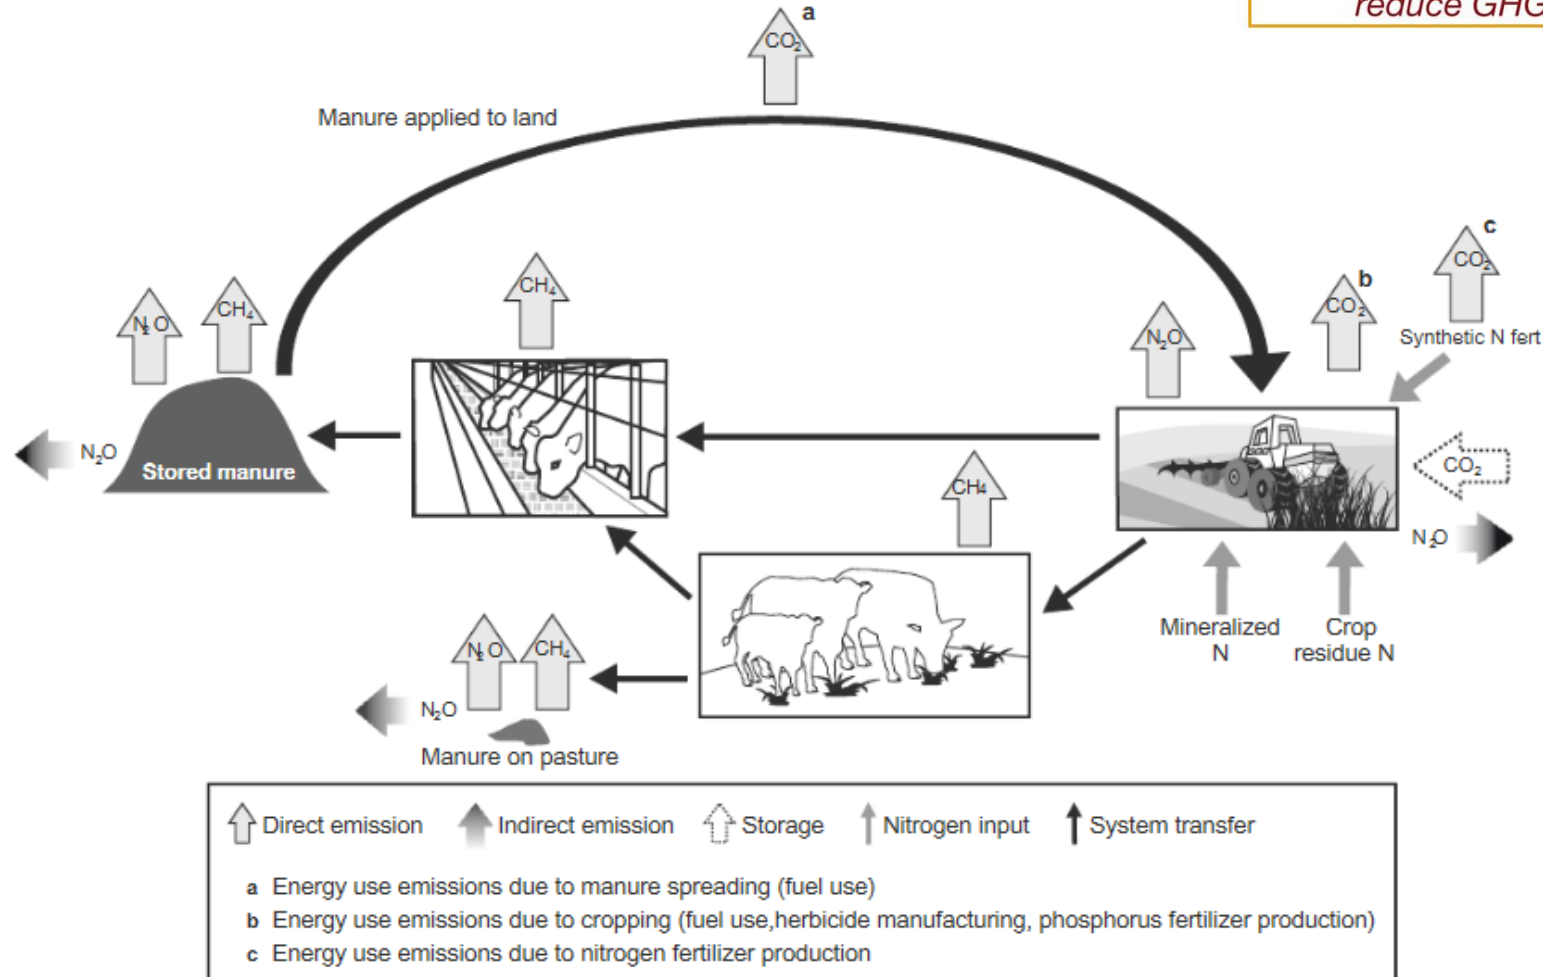 reduce GHG
a
CO₂
Manure applied to land
c
CO₂
CH₄
b
CO₂
N₂O
CH₄
N₂O
Synthetic N fert
N₂O
Stored manure
CH₄
CO₂
N₂O
Mineralized
N
Crop
residue N
N₂O
CH₄
N₂O
Manure on pasture
Direct emission
Indirect emission
Storage
Nitrogen input
System transfer
a Energy use emissions due to manure spreading (fuel use)
b Energy use emissions due to cropping (fuel use,herbicide manufacturing, phosphorus fertilizer production)
c Energy use emissions due to nitrogen fertilizer production